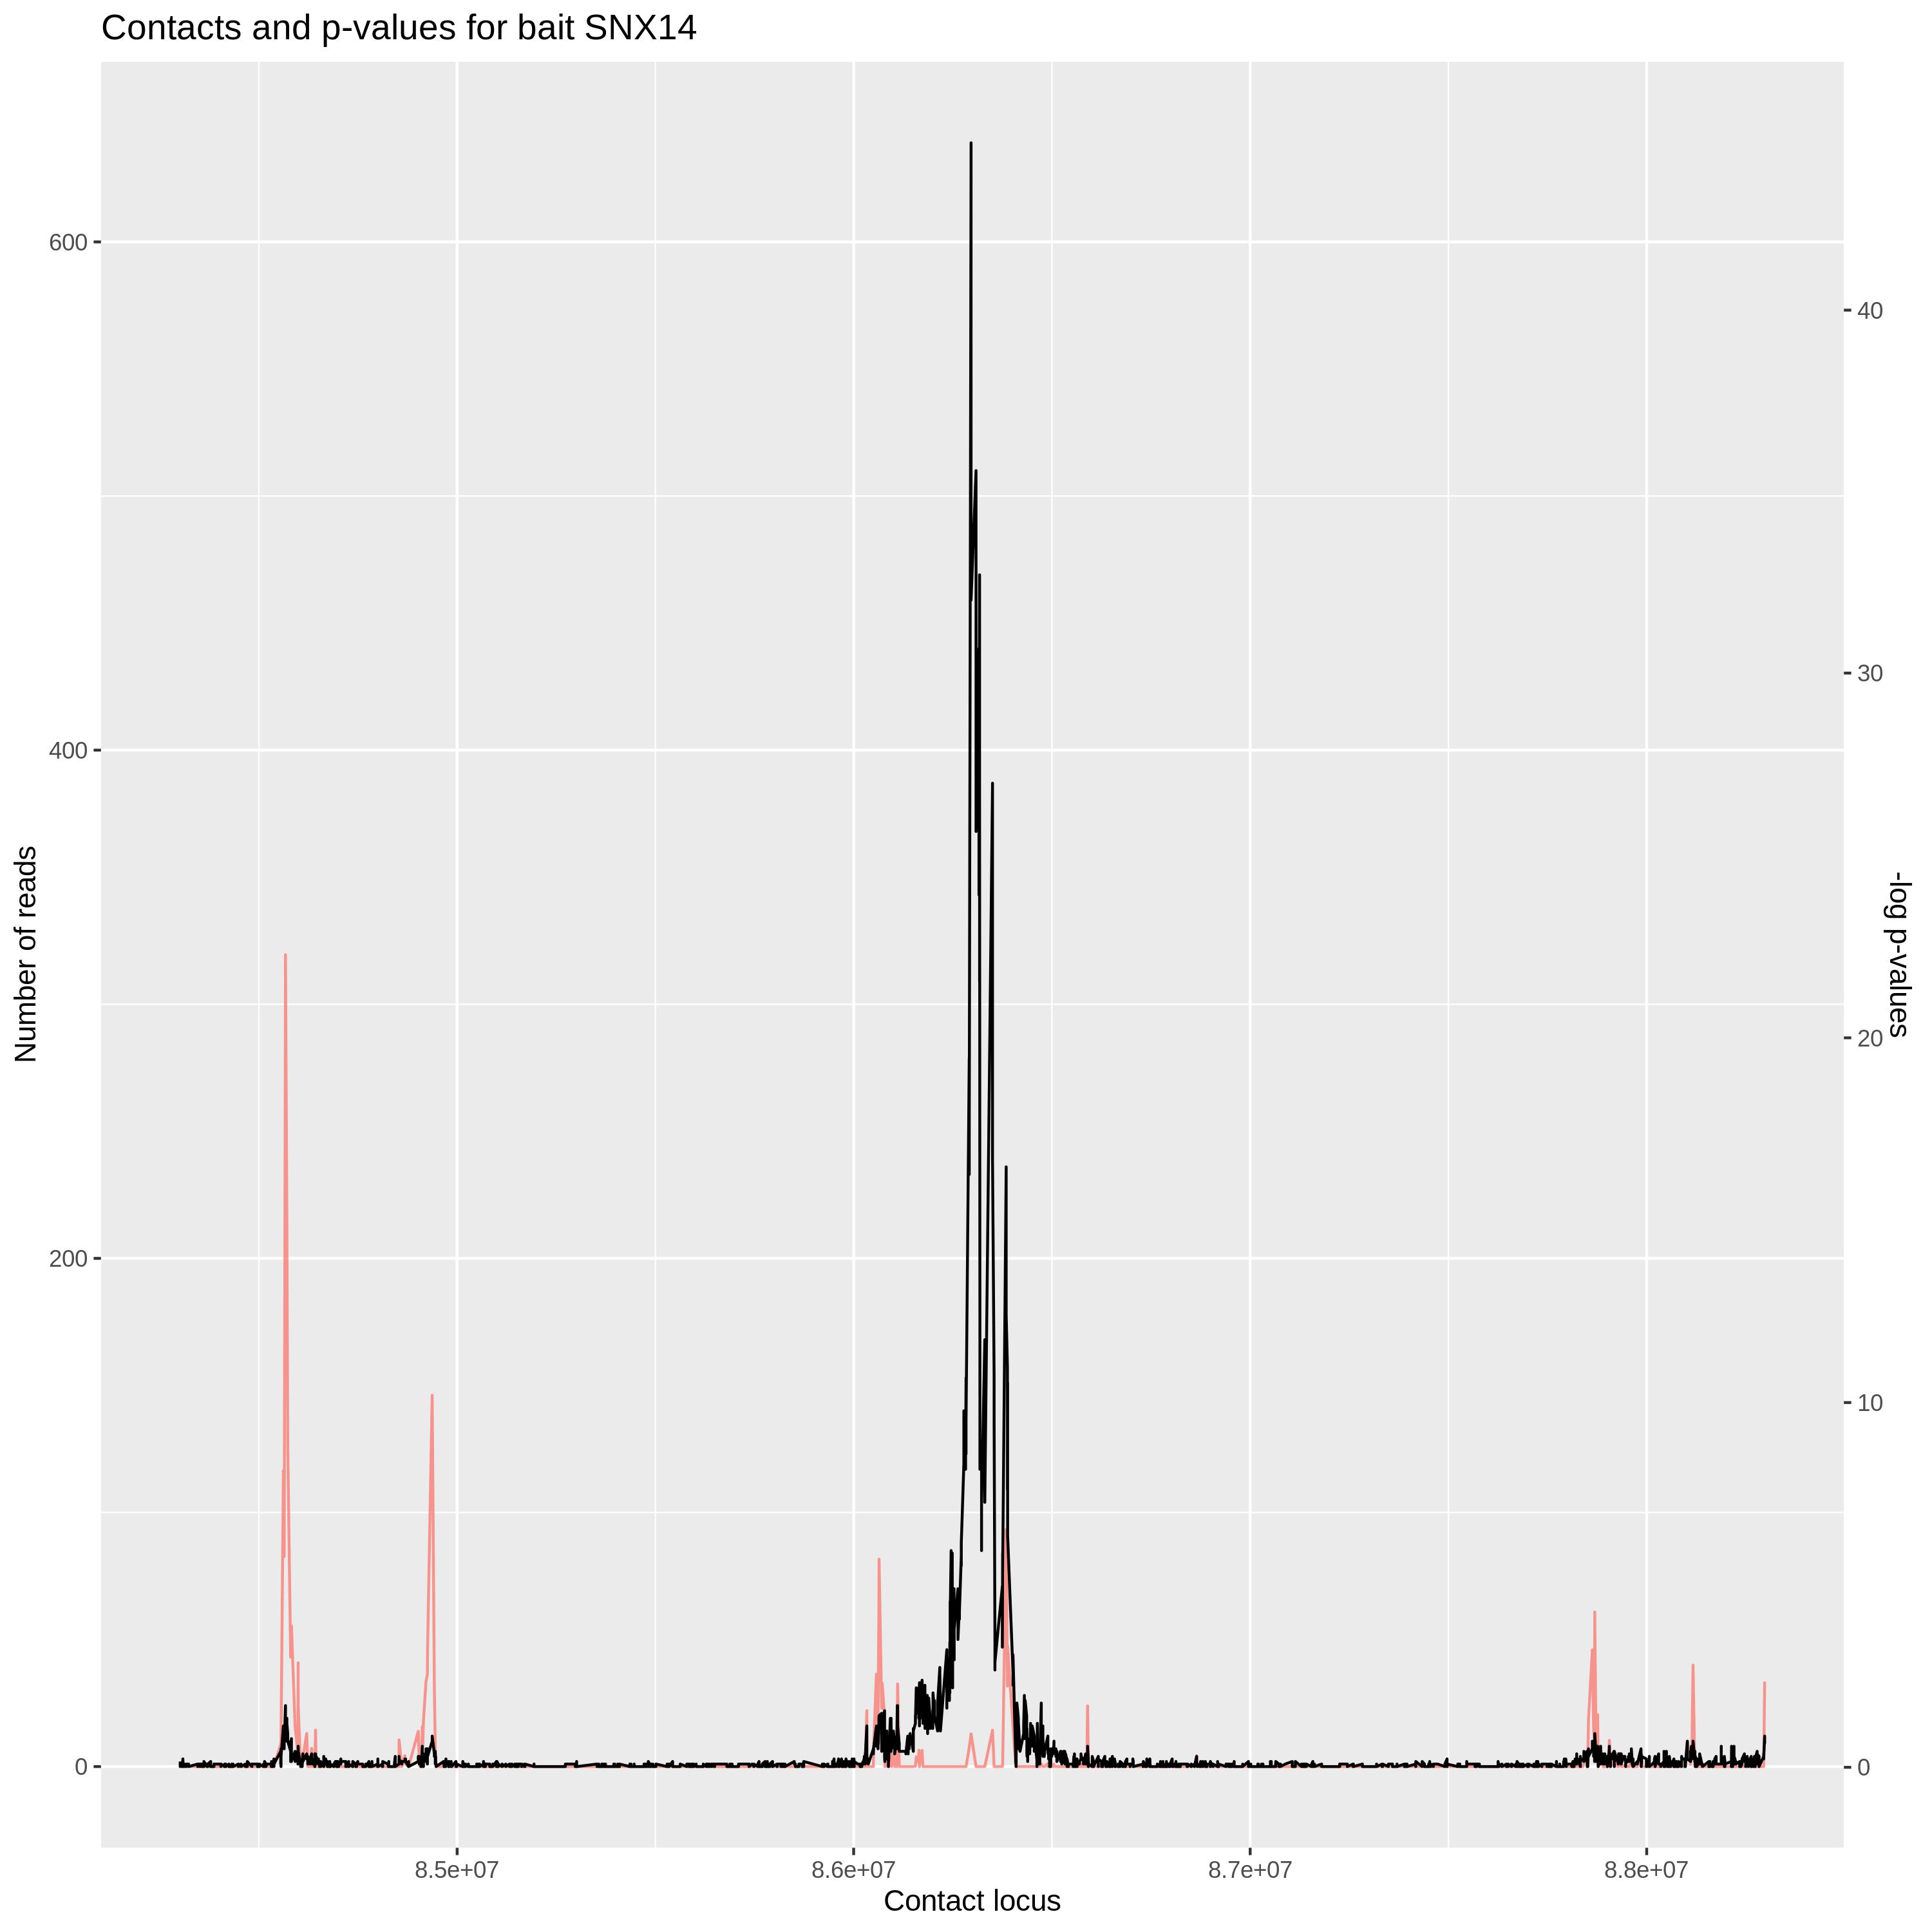 Contacts and p-values for bait SNX14
Number of reads
600
400
200
0
40
30
20
10
0
-log p-values
8.5e+07 8.6e+07 8.7e+07 8.8e+07
Contact locus